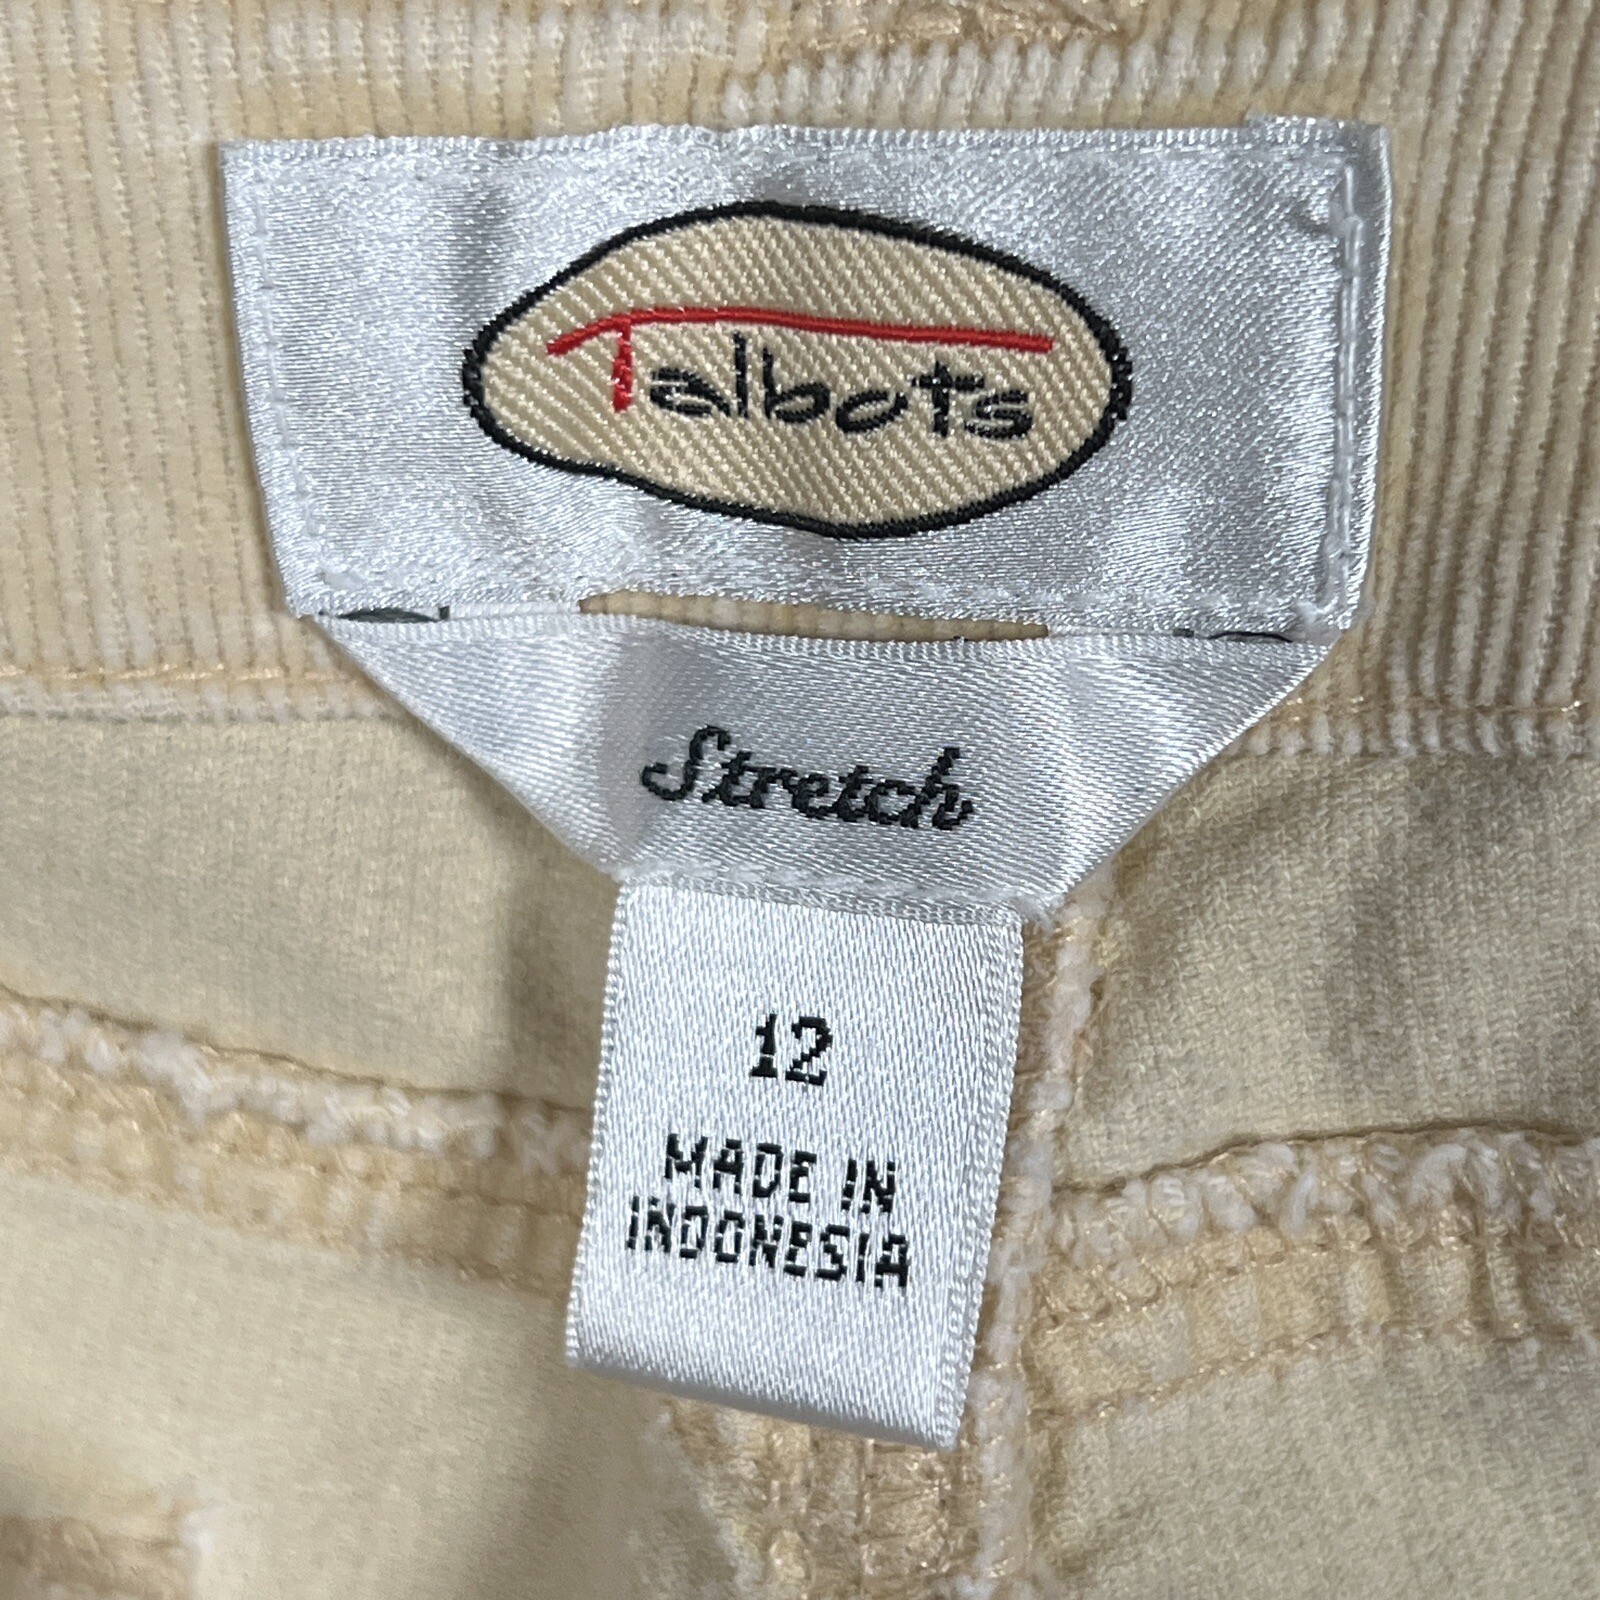 Talbots
Stretch
12
MADE IN
INDONESIA